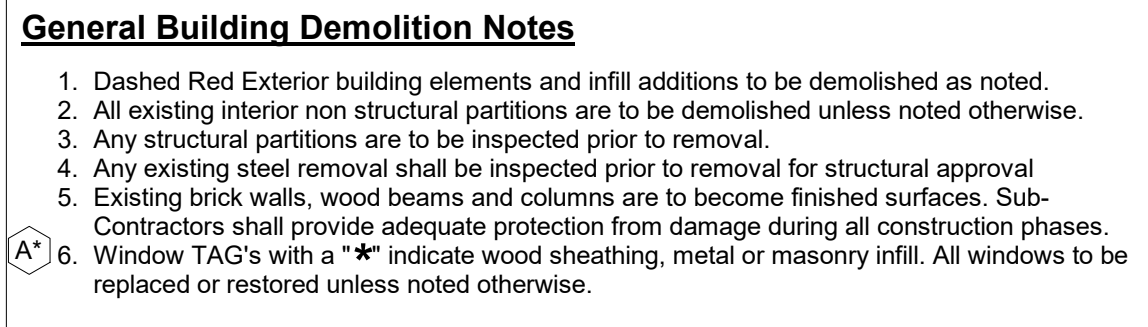 General Building Demolition Notes
1. Dashed Red Exterior building elements and infill additions to be demolished as noted.
2. All existing interior non structural partitions are to be demolished unless noted otherwise.
3. Any structural partitions are to be inspected prior to removal.
4. Any existing steel removal shall be inspected prior to removal for structural approval
5. Existing brick walls, wood beams and columns are to become finished surfaces. Sub-
Contractors shall provide adequate protection from damage during all construction phases.
A* 6. Window TAG's with a "*" indicate wood sheathing, metal or masonry infill. All windows to be
replaced or restored unless noted otherwise.